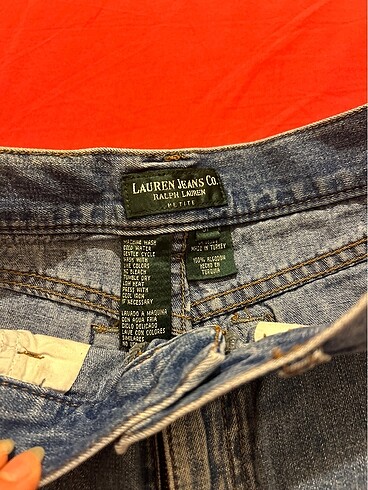 LAUREN JEANS CO.
RALPH LAUREN
PETITE
MACHINE WASH
COLD WATER
GENTLE CYCLE
WASH WITH
LIKE COLORS
NO BLEACH
TUMBLE DRY
LOW HEAT
PRESS WITH
COOL IRON
IF NECESSARY
LAVADO A MAQUINA
CON AGUA FRIA
CICLO DELICADO
LAVE CON COLORES
SIMILARES
NO
MADE IN TURKEY
100% ALGODON
HECHO EN
TURQUIA